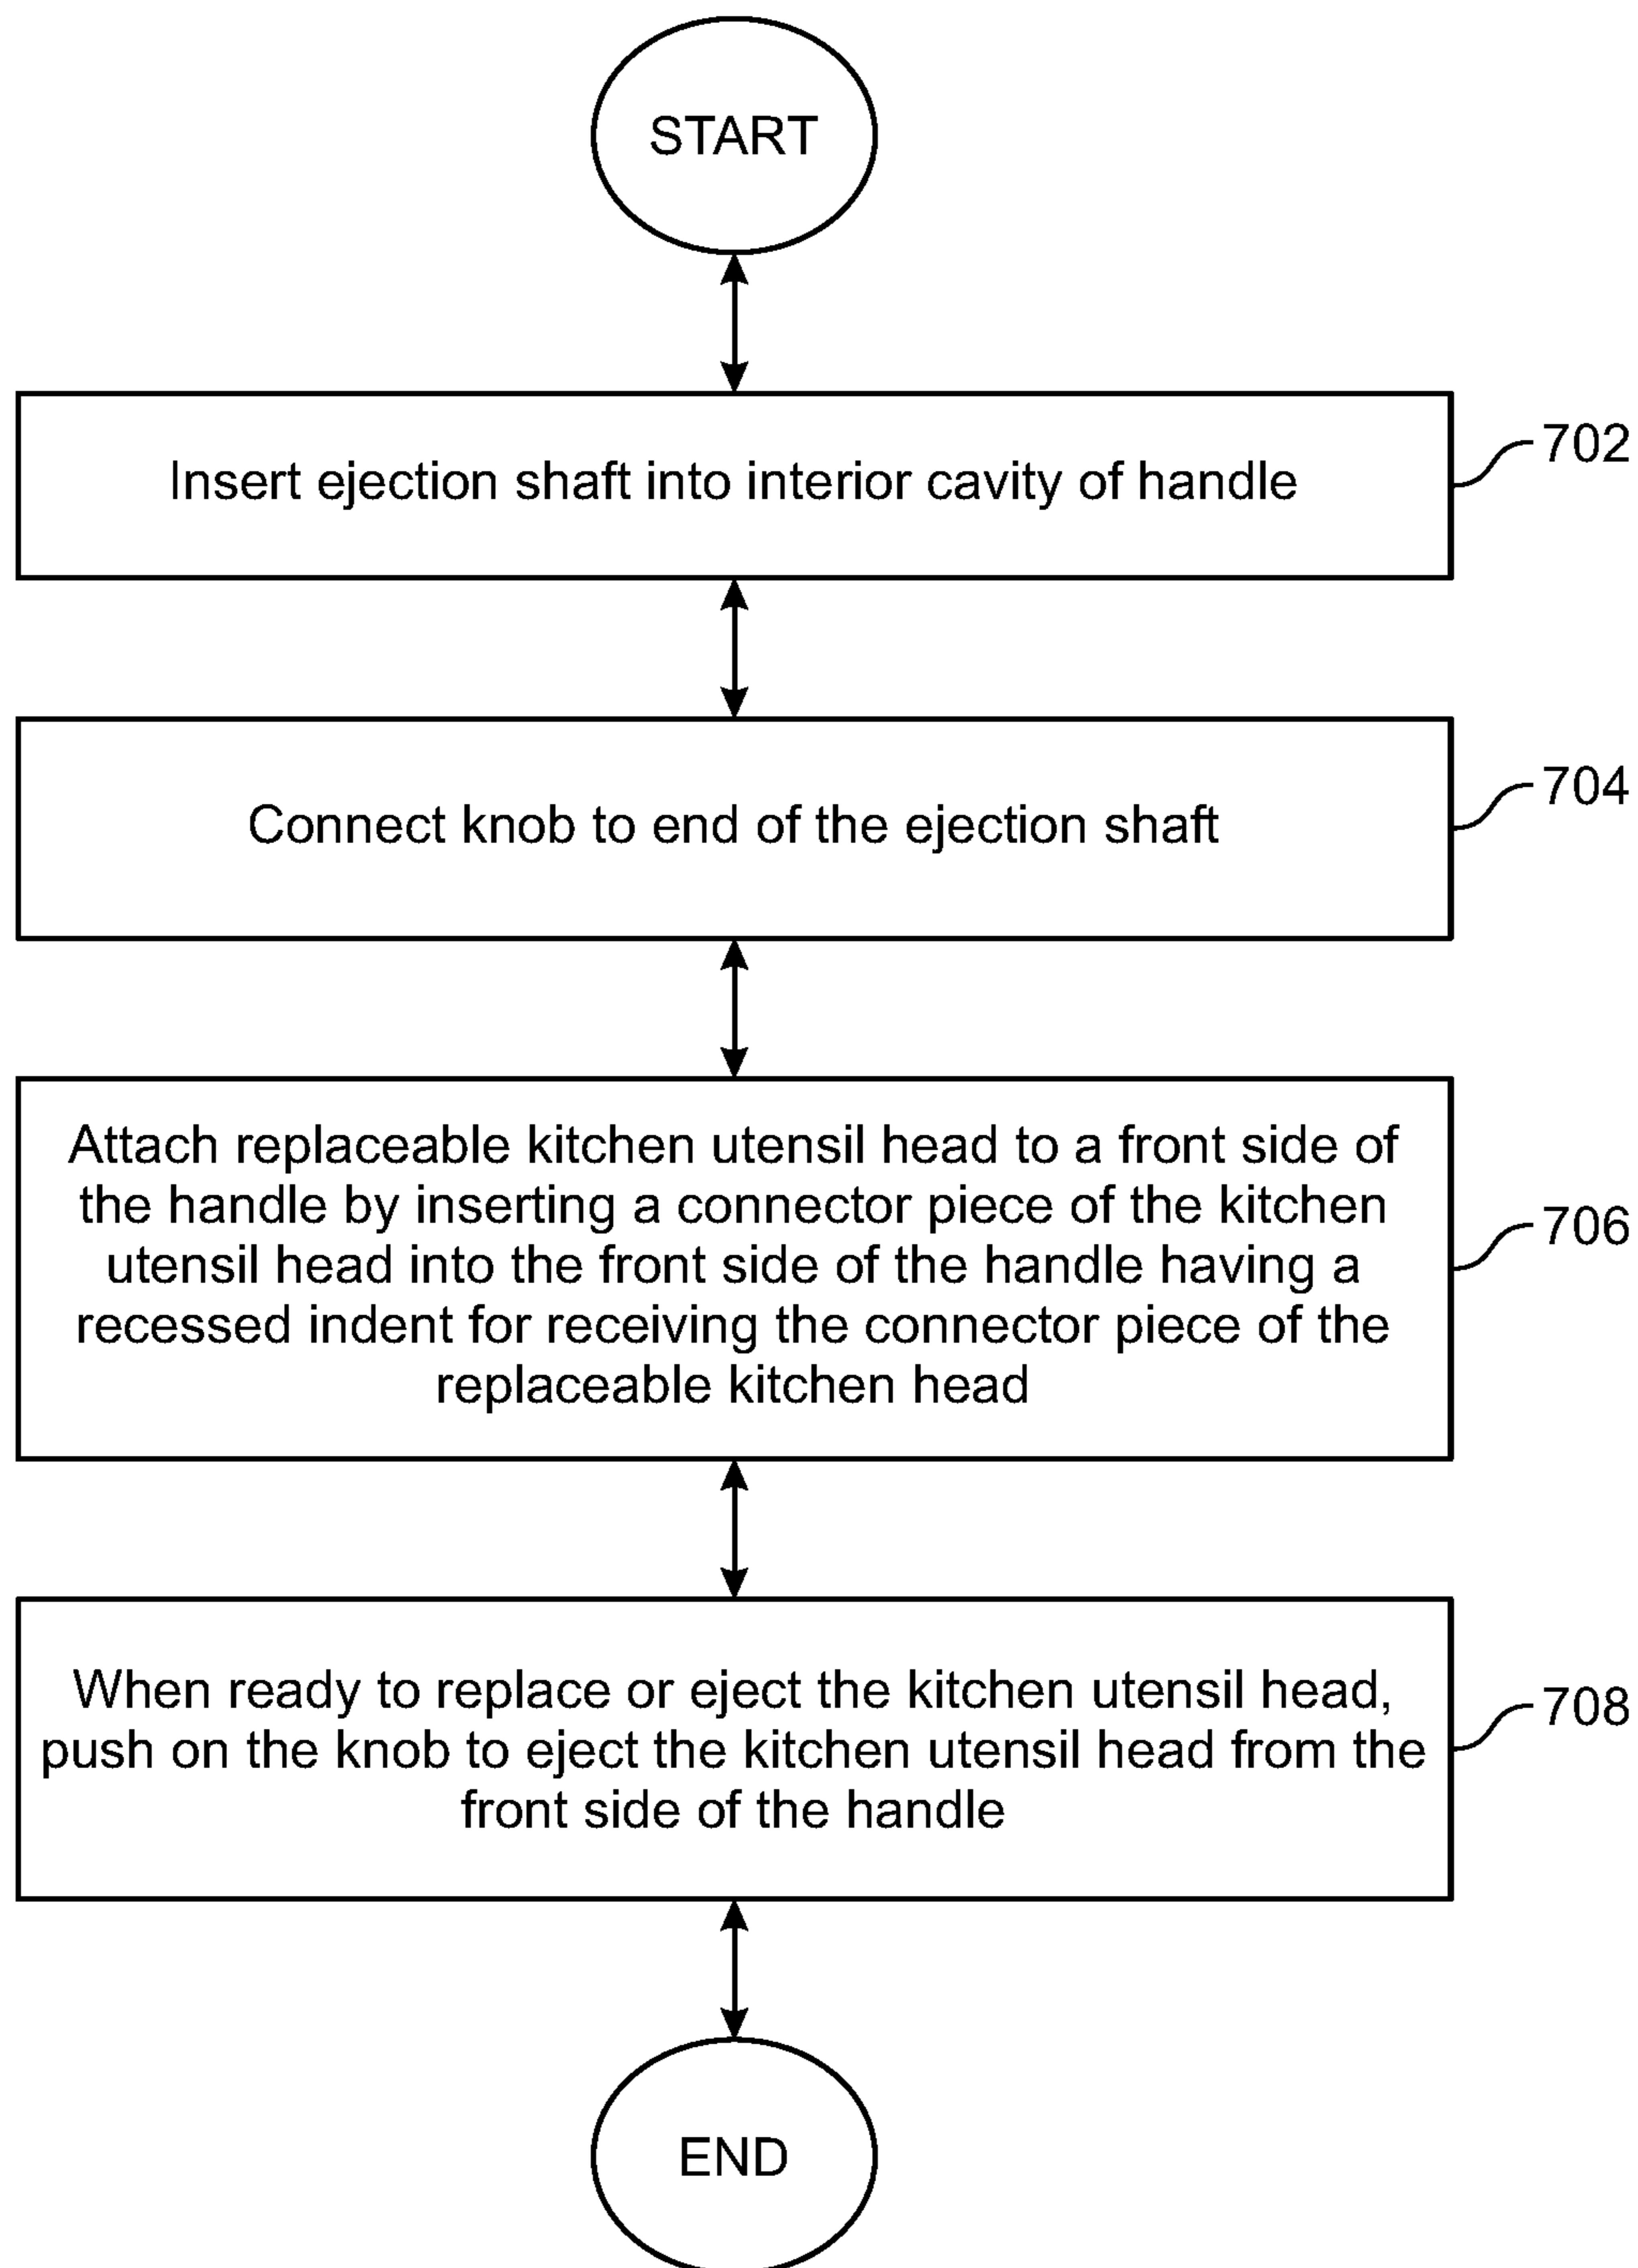 START
Insert ejection shaft into interior cavity of handle
702
Connect knob to end of the ejection shaft
704
Attach replaceable kitchen utensil head to a front side of
the handle by inserting a connector piece of the kitchen
utensil head into the front side of the handle having a
recessed indent for receiving the connector piece of the
replaceable kitchen head
706
When ready to replace or eject the kitchen utensil head,
push on the knob to eject the kitchen utensil head from the
front side of the handle
708
END